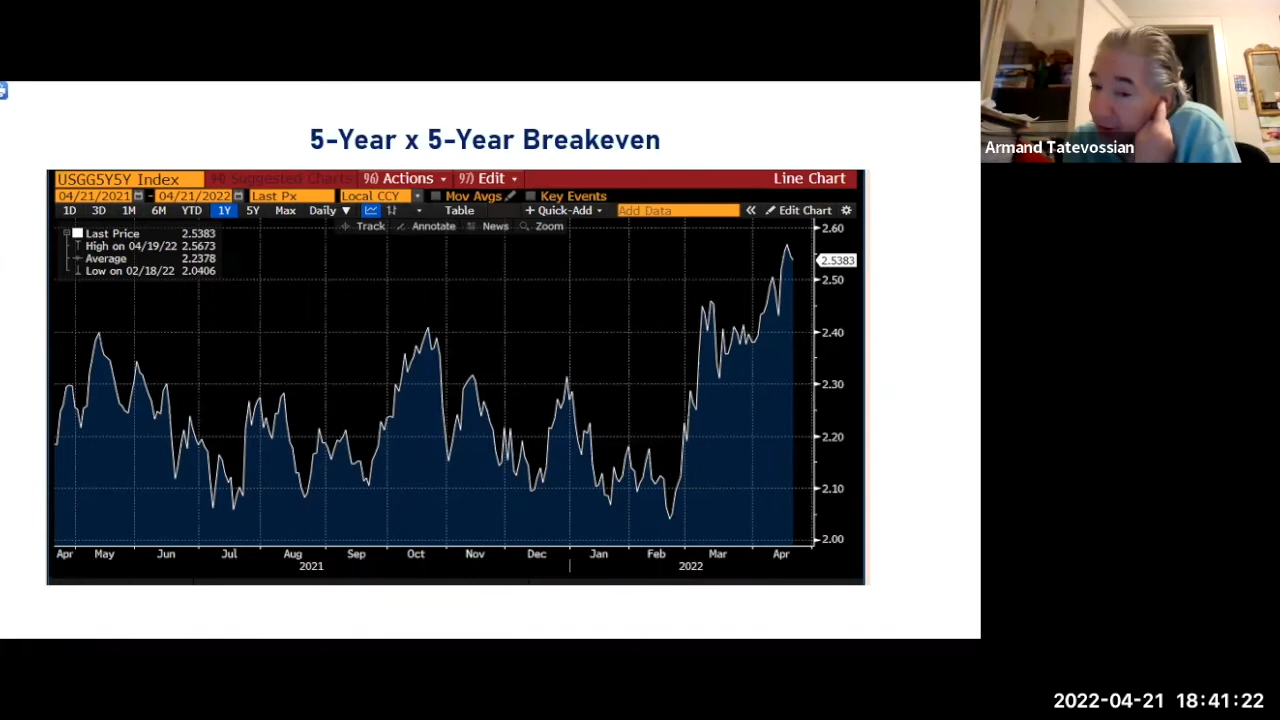 5-Year x 5-Year Breakeven
USGG5Y5Y Index 96) Actions 97) Edit Line Chart
04/21/2021 - 04/21/2022 Last Px Local CCY Mov Avgs Key Events
1D 3D 1M 6M YTD 1Y 5Y Max Daily ▼ Table + Quick-Add Add Data « Edit Chart
Track Annotate News Zoom
Last Price 2.5383
High on 04/19/22 2.5673
Average 2.2378
Low on 02/18/22 2.0406
2.60
2.5383
2.50
2.40
2.30
2.20
2.10
2.00
Apr May Jun Jul Aug Sep Oct Nov Dec Jan Feb Mar Apr
2021 2022
Armand Tatevossian
2022-04-21 18:41:22